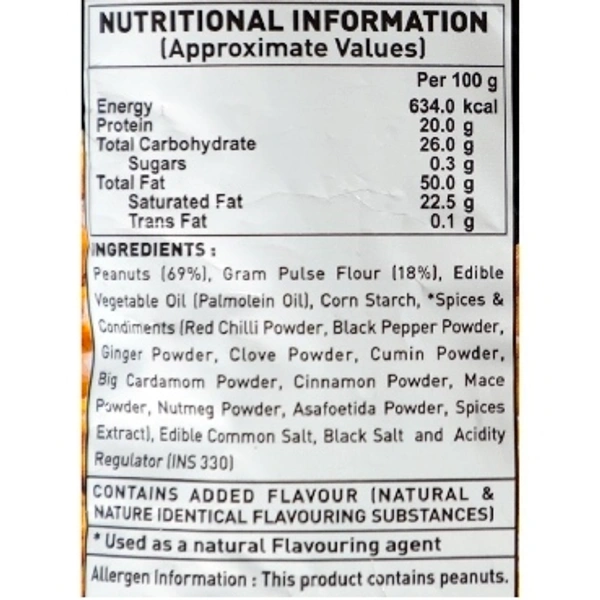 NUTRITIONAL INFORMATION
(Approximate Values)
Per 100 g
Energy 634.0 kcal
Protein 20.0 g
Total Carbohydrate 26.0 g
Sugars 0.3 g
Total Fat 50.0 g
Saturated Fat 22.5 g
Trans Fat 0.1 g
INGREDIENTS :
Peanuts (69%), Gram Pulse Flour (18%), Edible
Vegetable Oil (Palmolein Oil), Corn Starch, *Spices &
Condiments (Red Chilli Powder, Black Pepper Powder,
Ginger Powder, Clove Powder, Cumin Powder,
Big Cardamom Powder, Cinnamon Powder, Mace
Powder, Nutmeg Powder, Asafoetida Powder, Spices
Extract), Edible Common Salt, Black Salt and Acidity
Regulator (INS 330)
CONTAINS ADDED FLAVOUR (NATURAL &
NATURE IDENTICAL FLAVOURING SUBSTANCES)
* Used as a natural Flavouring agent
Allergen Information : This product contains peanuts.